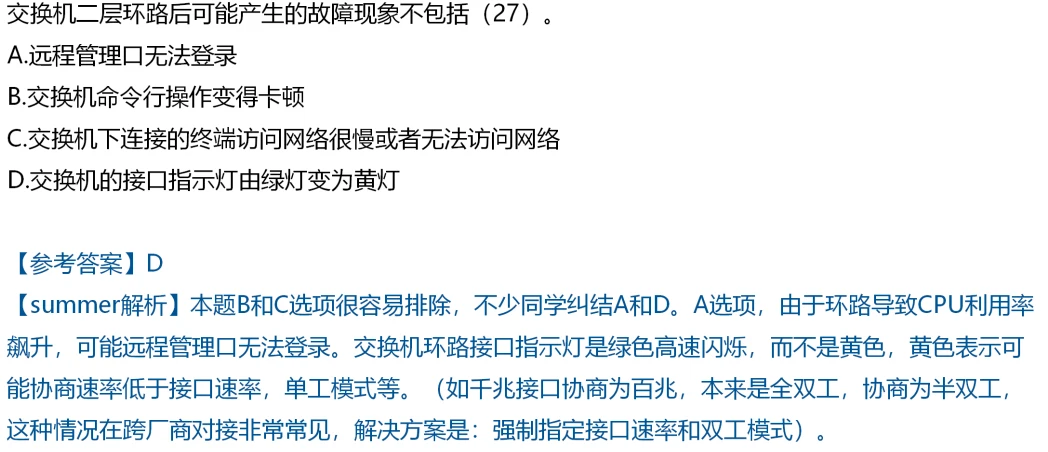 交换机二层环路后可能产生的故障现象不包括（27）。
A.远程管理口无法登录
B.交换机命令行操作变得卡顿
C.交换机下连接的终端访问网络很慢或者无法访问网络
D.交换机的接口指示灯由绿灯变为黄灯
【参考答案】D
【summer解析】本题B和C选项很容易排除，不少同学纠结A和D。A选项，由于环路导致CPU利用率
飙升，可能远程管理口无法登录。交换机环路接口指示灯是绿色高速闪烁，而不是黄色，黄色表示可
能协商速率低于接口速率，单工模式等。（如千兆接口协商为百兆，本来是全双工，协商为半双工，
这种情况在跨厂商对接非常常见，解决方案是：强制指定接口速率和双工模式）。